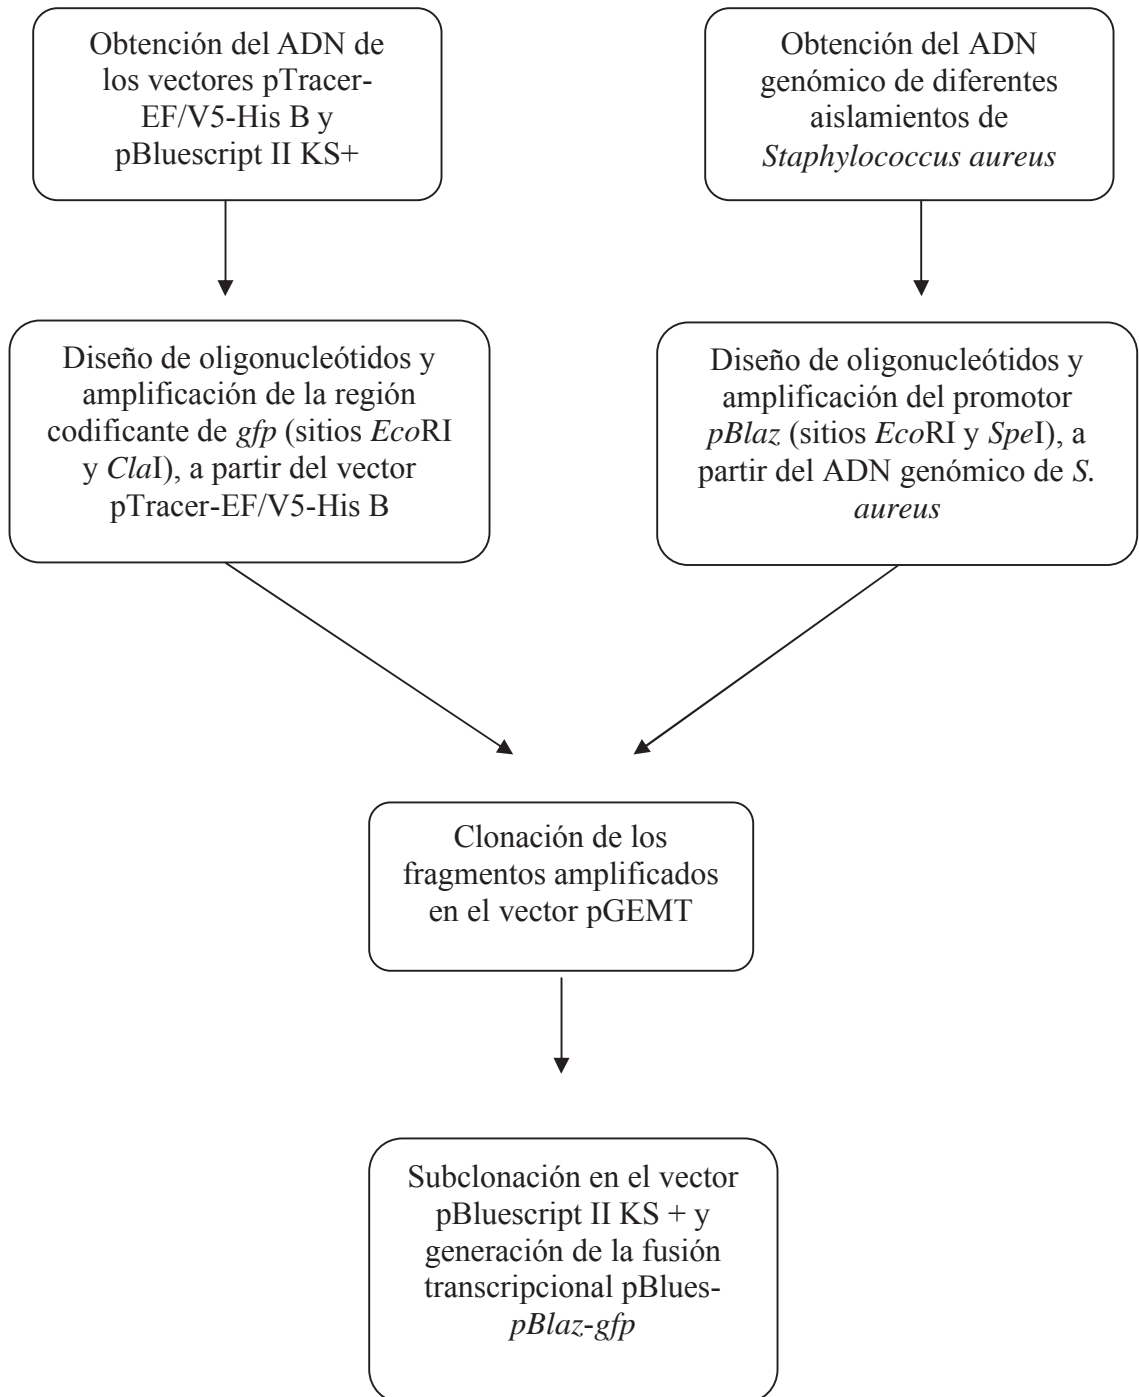 Obtención del ADN de
los vectores pTracer-
EF/V5-His B y
pBluescript II KS+
Obtención del ADN
genómico de diferentes
aislamientos de
Staphylococcus aureus
Diseño de oligonucleótidos y
amplificación de la región
codificante de gfp (sitios EcoRI
y ClaI), a partir del vector
pTracer-EF/V5-His B
Diseño de oligonucleótidos y
amplificación del promotor
pBlaz (sitios EcoRI y SpeI), a
partir del ADN genómico de S.
aureus
Clonación de los
fragmentos amplificados
en el vector pGEMT
Subclonación en el vector
pBluescript II KS + y
generación de la fusión
transcripcional pBlues-
pBlaz-gfp